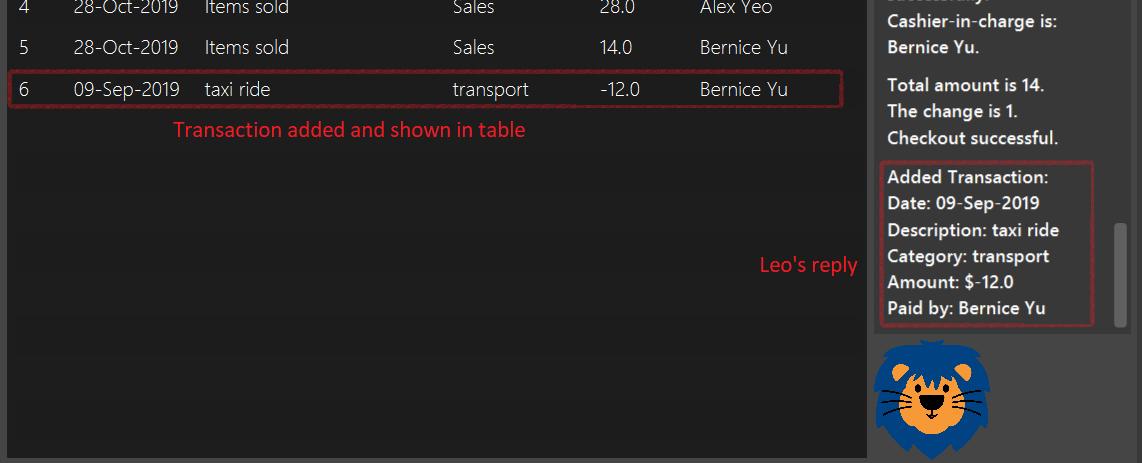 4 28-Oct-2019 Items sold Sales 28.0 Alex Yeo
5 28-Oct-2019 Items sold Sales 14.0 Bernice Yu
6 09-Sep-2019 taxi ride transport -12.0 Bernice Yu
Transaction added and shown in table
Cashier-in-charge is:
Bernice Yu.
Total amount is 14.
The change is 1.
Checkout successful.
Added Transaction:
Date: 09-Sep-2019
Description: taxi ride
Category: transport
Amount: $-12.0
Paid by: Bernice Yu
Leo's reply